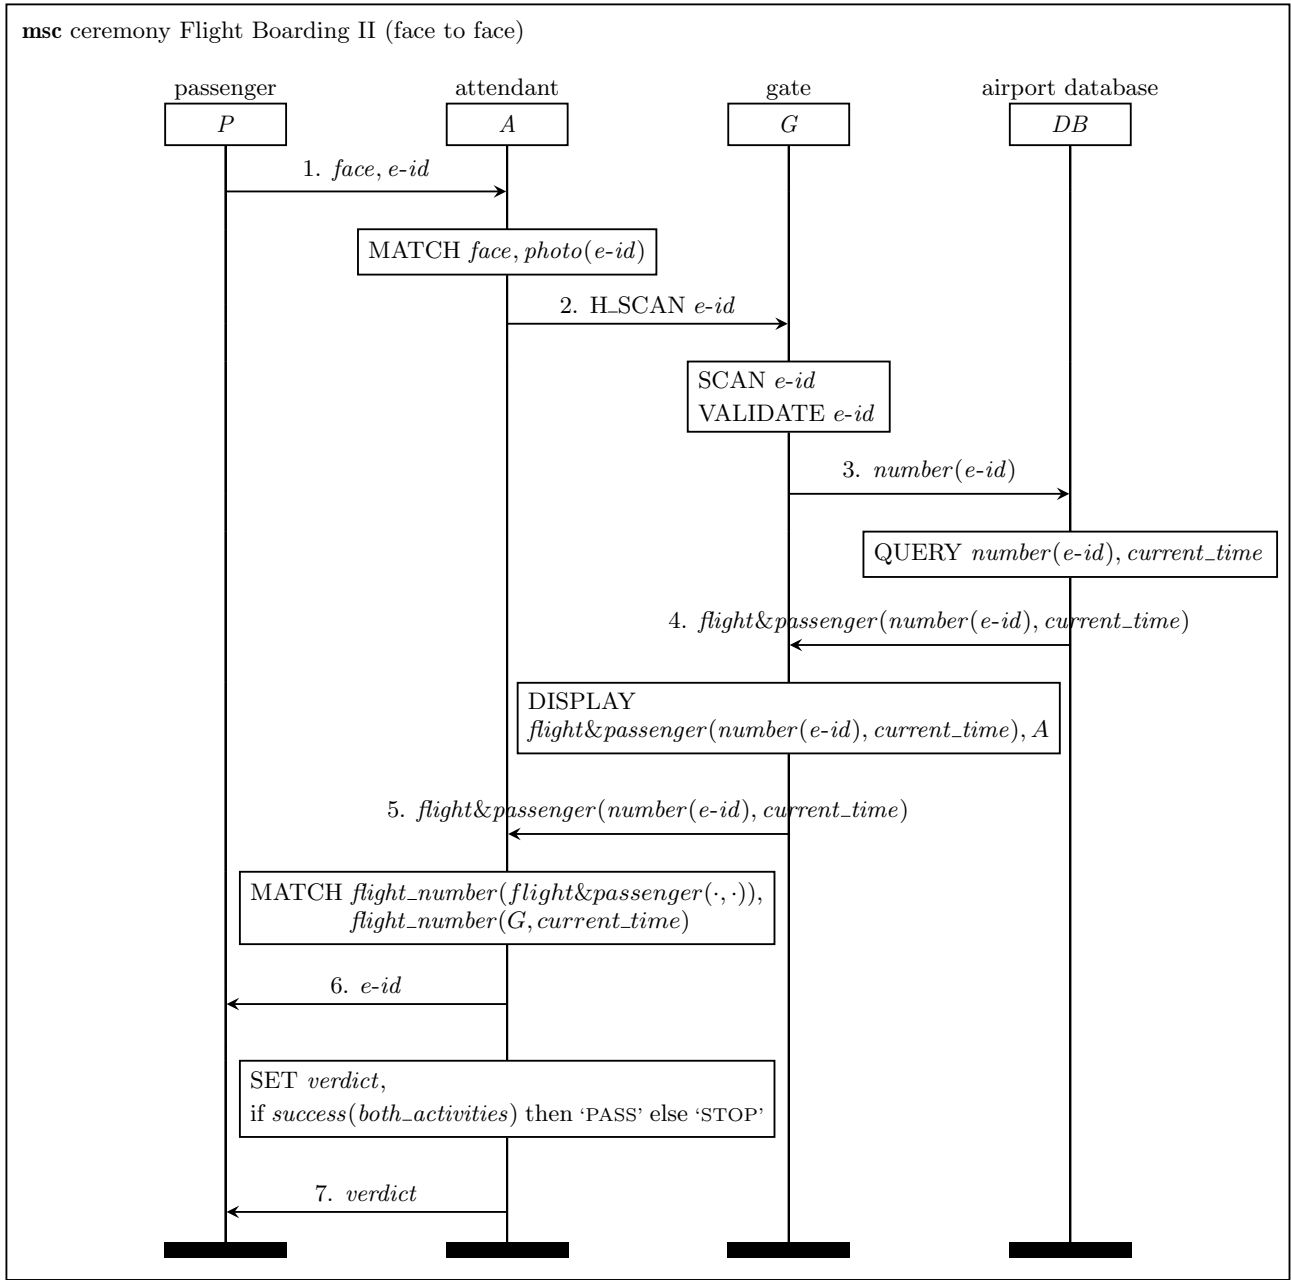 msc ceremony Flight Boarding II (face to face)
passenger attendant gate airport database
P A G DB
1. face, e-id
MATCH face, photo(e-id)
2. H_SCAN e-id
SCAN e-id
VALIDATE e-id
3. number(e-id)
QUERY number(e-id), current_time
4. flight&passenger(number(e-id), current_time)
DISPLAY
flight&passenger(number(e-id), current_time), A
5. flight&passenger(number(e-id), current_time)
MATCH flight_number(flight&passenger(·,·)),
flight_number(G, current_time)
6. e-id
SET verdict,
if success(both_activities) then ‘PASS’ else ‘STOP’
7. verdict